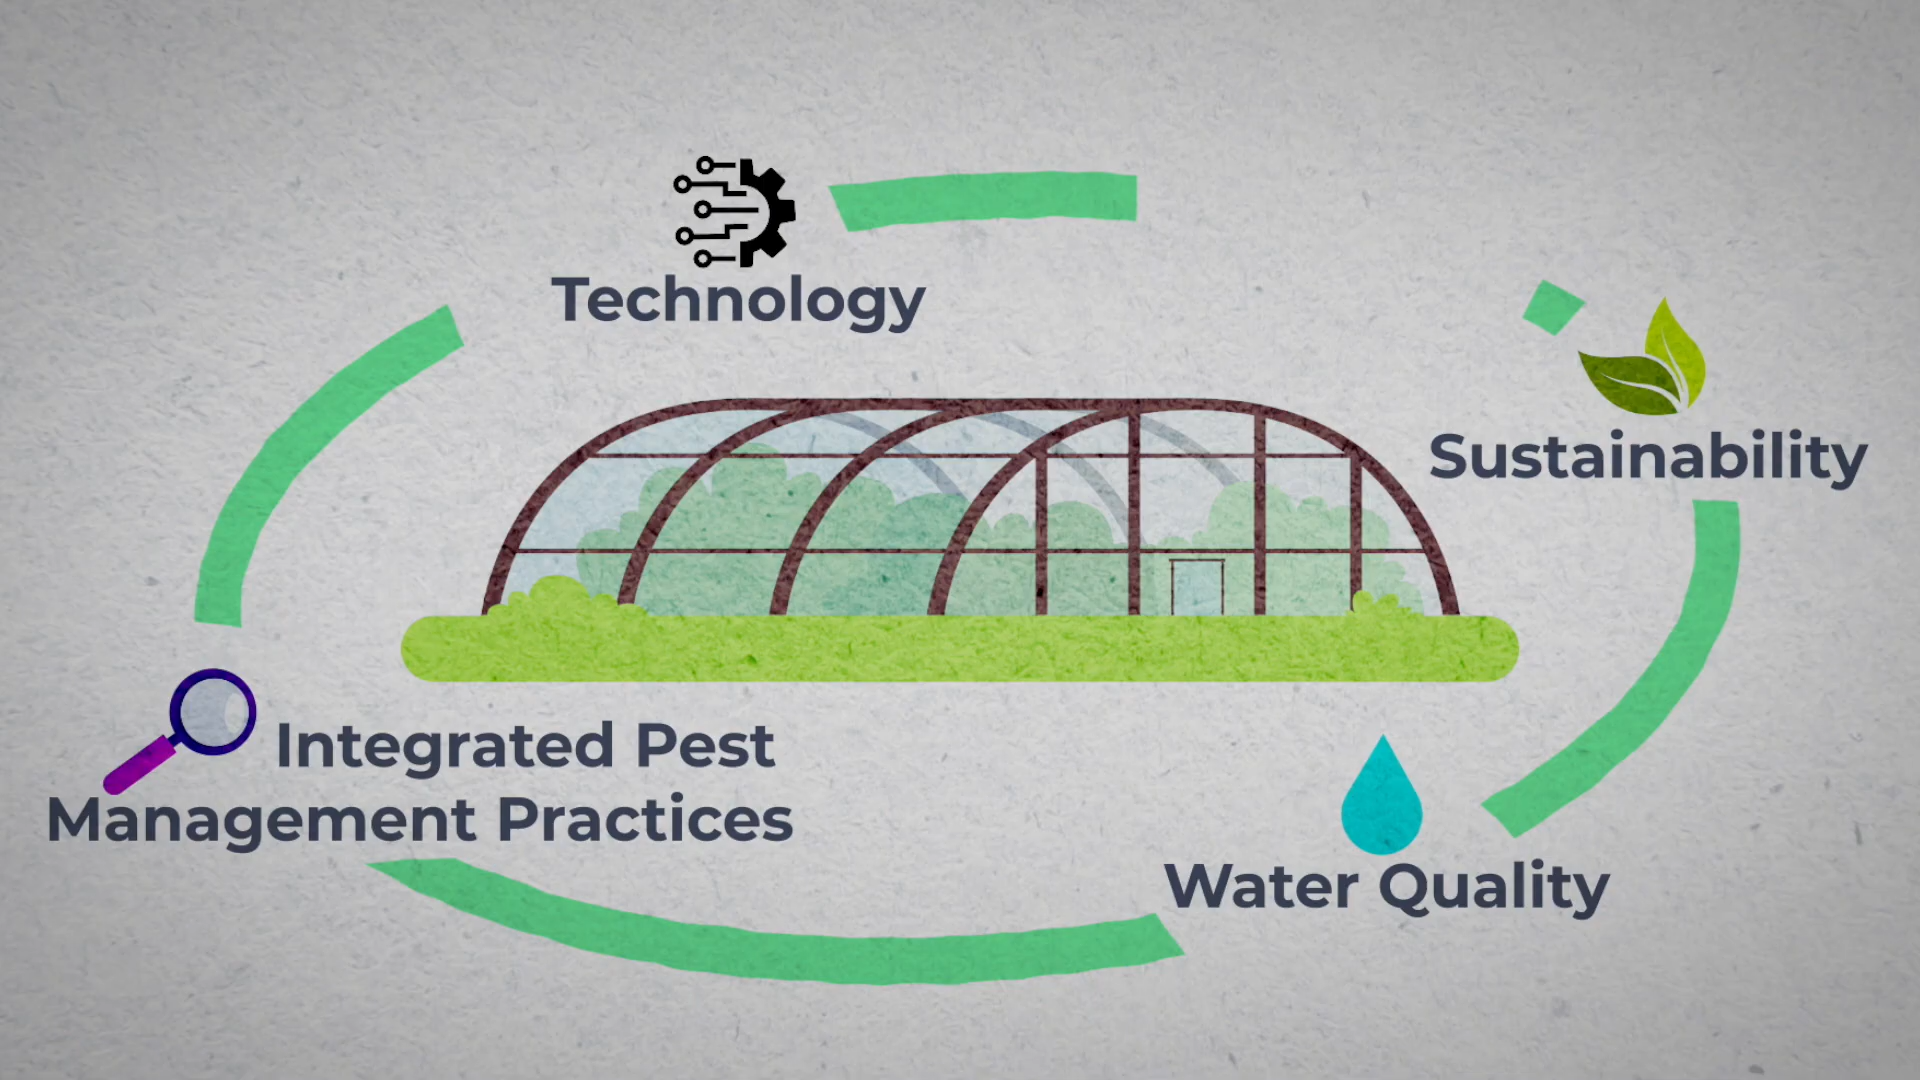 Technology
Sustainability
Integrated Pest
Management Practices
Water Quality